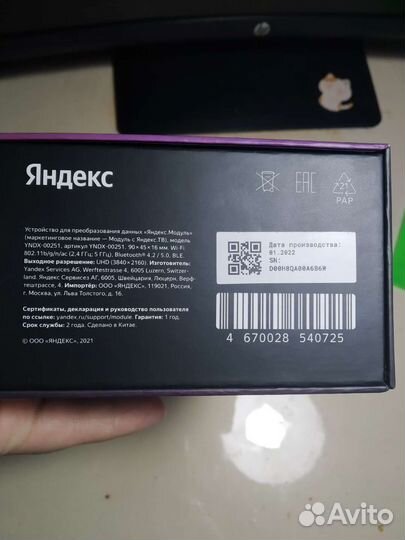 Яндекс
Устройство для преобразования данных «Яндекс.Модуль»
(маркетинговое название — Модуль с Яндекс.ТВ), модель
YNDX-00251, артикул YNDX-00251, 90×45×16 мм. Wi-Fi
802.11b/g/n/ac (2,4 ГГц; 5 ГГц), Bluetooth® 4.2 / 5.0, BLE.
Выходное разрешение: UHD (3840×2160). Изготовитель:
Yandex Services AG, Werftestrasse 4, 6005 Luzern, Switzer-
land. Яндекс Сервисез АГ, 6005, Швейцария, Люцерн, Верф-
тештрассе, 4. Импортёр: ООО «ЯНДЕКС», 119021, Россия,
г. Москва, ул. Льва Толстого, д. 16.
Сертификаты, декларация и руководство пользователя
по ссылке: yandex.ru/support/module. Гарантия: 1 год.
Срок службы: 2 года. Сделано в Китае.
© ООО «ЯНДЕКС», 2021
EAC
21
PAP
Дата производства:
01.2022
SN:
D00H8QA00A6B6W
4 670028 540725
hp
Avito